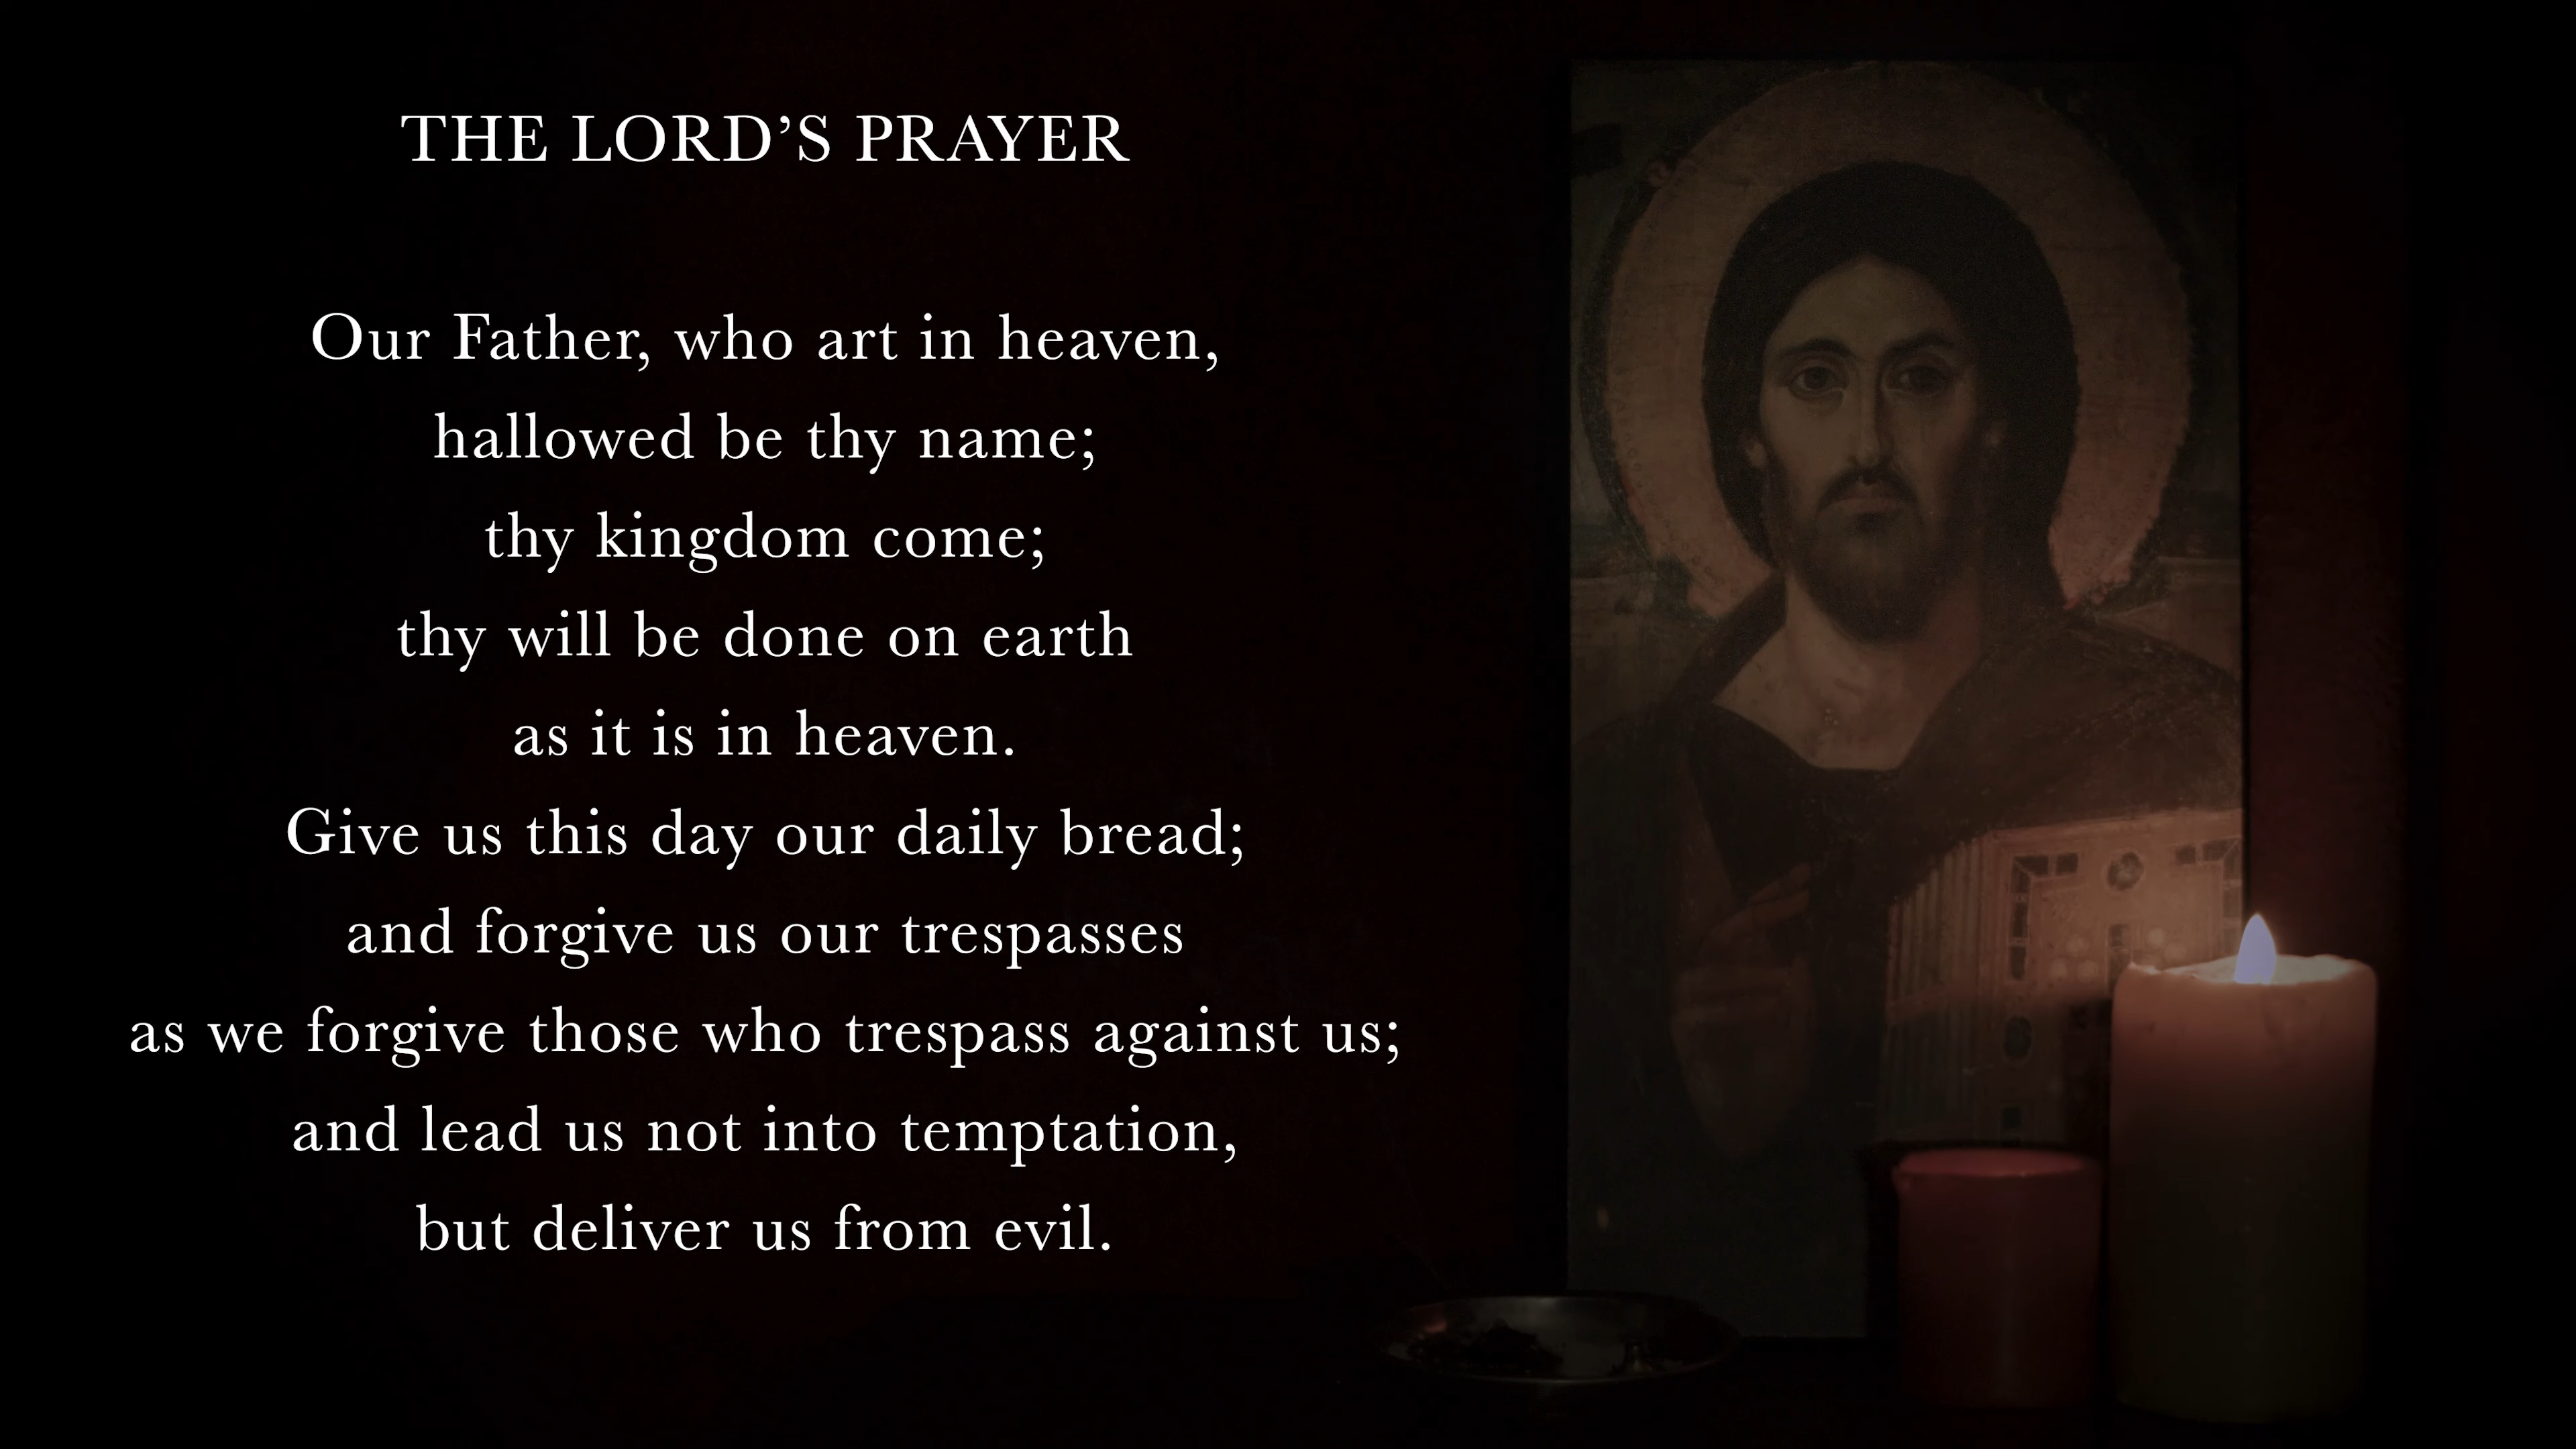 THE LORD’S PRAYER
Our Father, who art in heaven,
hallowed be thy name;
thy kingdom come;
thy will be done on earth
as it is in heaven.
Give us this day our daily bread;
and forgive us our trespasses
as we forgive those who trespass against us;
and lead us not into temptation,
but deliver us from evil.